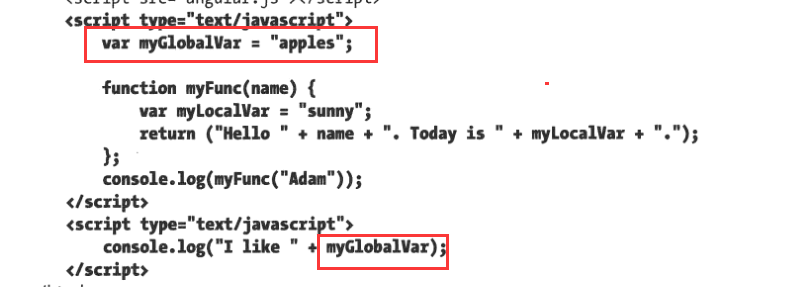 <script type="text/javascript">
var myGlobalVar = "apples";
function myFunc(name) {
var myLocalVar = "sunny";
return ("Hello " + name + ". Today is " + myLocalVar + ".");
};
console.log(myFunc("Adam"));
</script>
<script type="text/javascript">
console.log("I like " + myGlobalVar);
</script>